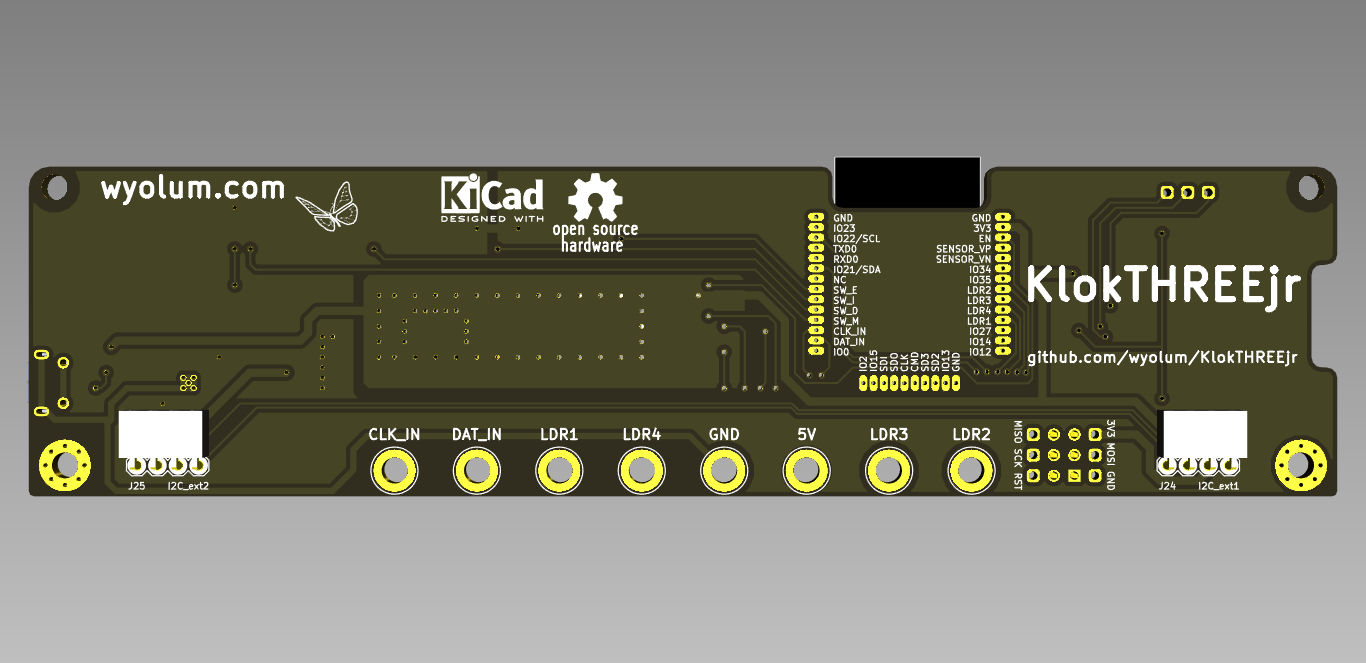 wyolum.com
KiCad
DESIGNED WITH
open source
hardware
GND
IO23
IO22/SCL
TXD0
RXD0
IO21/SDA
NC
SW_E
SW_I
SW_D
SW_M
CLK_IN
DAT_IN
IO0
GND
3V3
EN
SENSOR_VP
SENSOR_VN
IO34
IO35
LDR2
LDR3
LDR4
LDR1
IO27
IO14
IO12
IO2
IO15
SDI
SD0
CLK
CMD
SD3
SD2
IO13
GND
KlokTHREEjr
github.com/wyolum/KlokTHREEjr
CLK_IN
DAT_IN
LDR1
LDR4
GND
5V
LDR3
LDR2
MISO SCK RST
3V3 MOSI GND
J25
I2C_ext2
J24
I2C_ext1